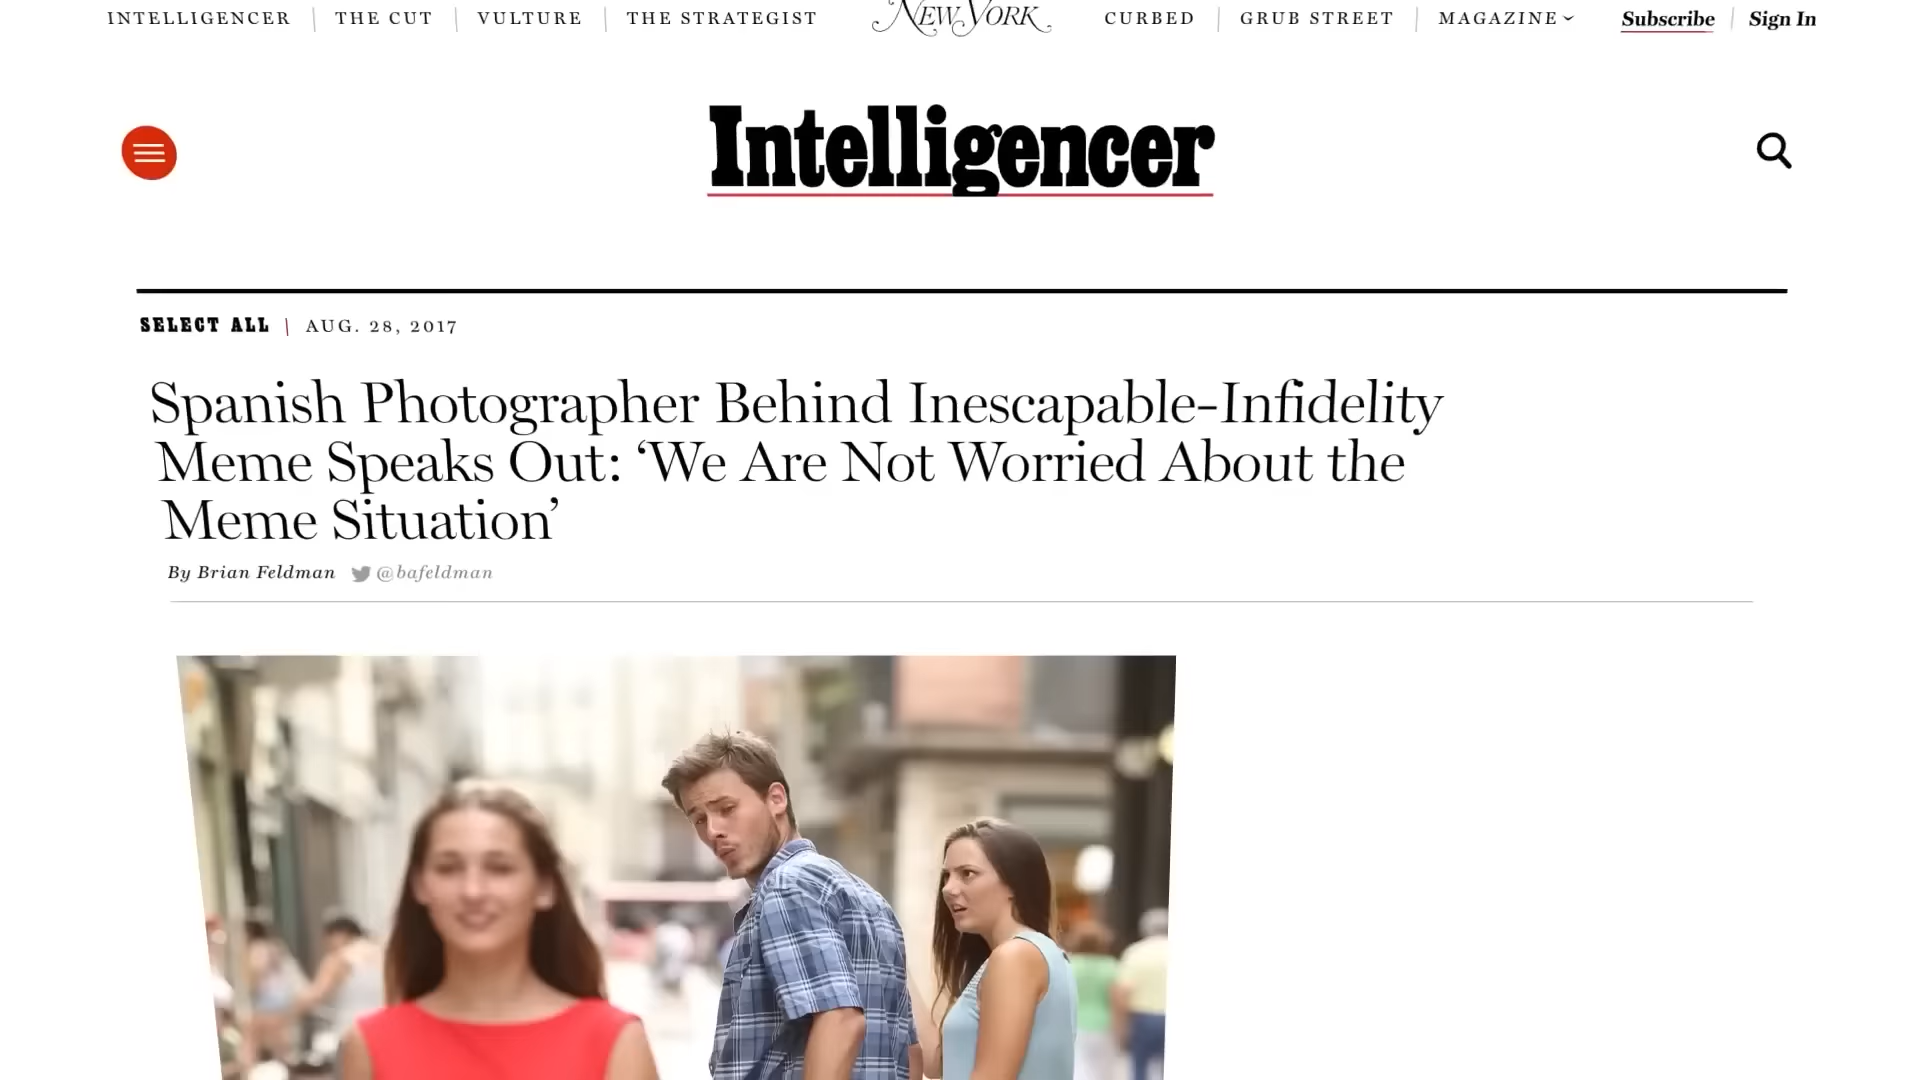 INTELLIGENCER | THE CUT | VULTURE | THE STRATEGIST NEW YORK CURBED | GRUB STREET | MAGAZINE Subscribe | Sign In
Intelligencer
SELECT ALL | AUG. 28, 2017
Spanish Photographer Behind Inescapable-Infidelity
Meme Speaks Out: ‘We Are Not Worried About the
Meme Situation’
By Brian Feldman @bafeldman